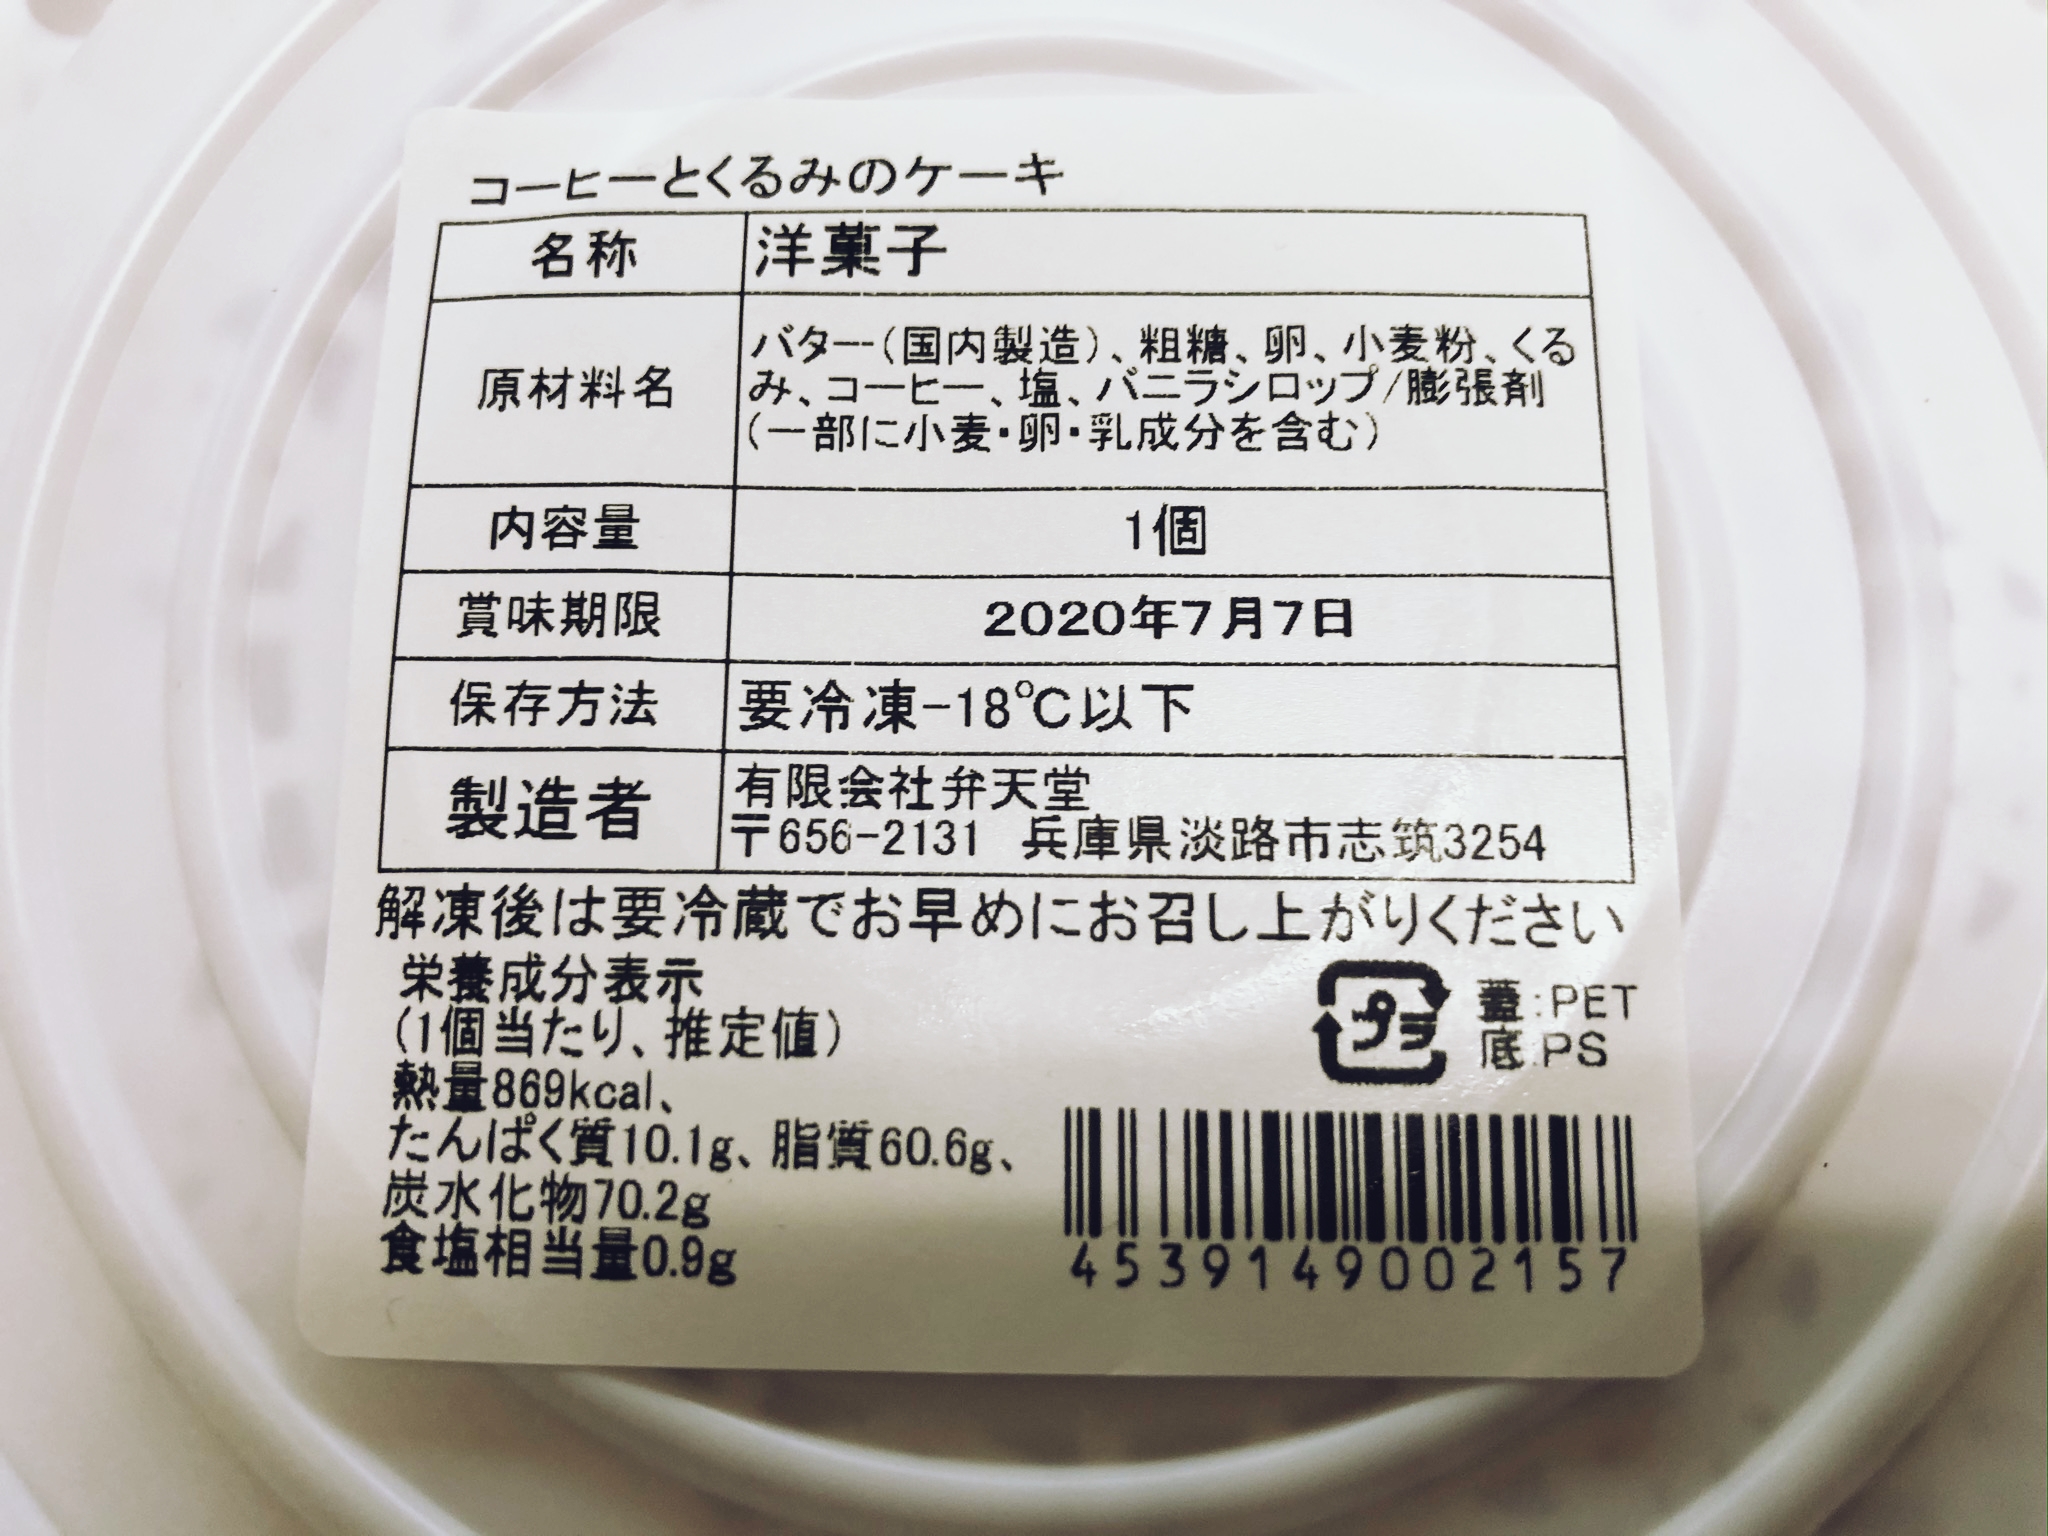 コーヒーとくるみのケーキ
名称 洋菓子
原材料名 バター(国内製造)、粗糖、卵、小麦粉、くる
み、コーヒー、塩、バニラシロップ/膨張剤
(一部に小麦・卵・乳成分を含む)
内容量 1個
賞味期限 2020年7月7日
保存方法 要冷凍-18℃以下
製造者 有限会社弁天堂
〒656-2131 兵庫県淡路市志筑3254
解凍後は要冷蔵でお早めにお召し上がりください
栄養成分表示
(1個当たり、推定値)
熱量869kcal、
たんぱく質10.1g、脂質60.6g、
炭水化物70.2g
食塩相当量0.9g
プラ
蓋:PET
底:PS
4539149002157